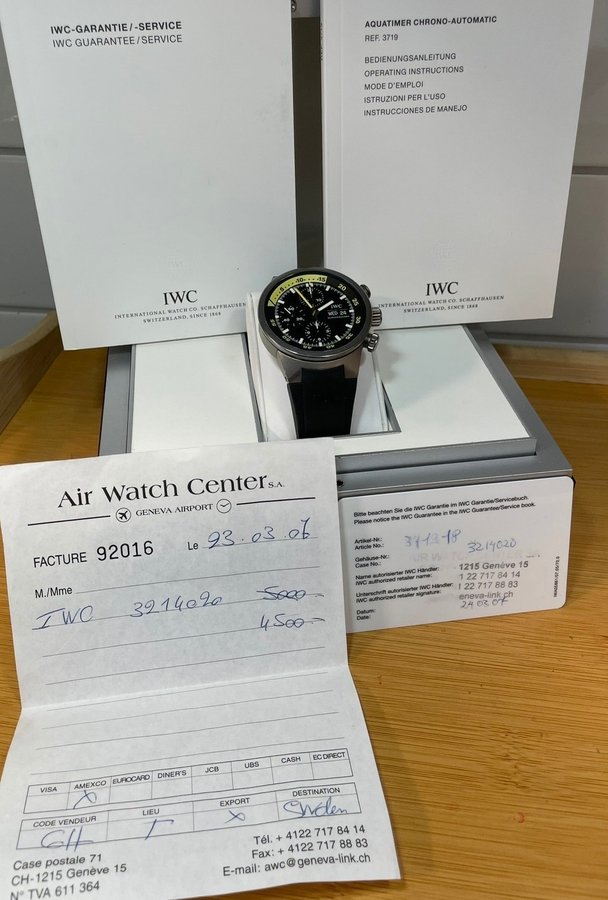 IWC-GARANTIE/-SERVICE
IWC GUARANTEE/SERVICE
IWC
INTERNATIONAL WATCH CO. SCHAFFHAUSEN
SWITZERLAND, SINCE 1868
AQUATIMER CHRONO-AUTOMATIC
REF. 3719
BEDIENUNGSANLEITUNG
OPERATING INSTRUCTIONS
MODE D'EMPLOI
ISTRUZIONI PER L'USO
INSTRUCCIONES DE MANEJO
IWC
INTERNATIONAL WATCH CO. SCHAFFHAUSEN
SWITZERLAND, SINCE 1868
IWC
WED 24
Air Watch Center S.A.
GENEVA AIRPORT
FACTURE 92016 Le 23.03.07
M./Mme
IWC 3214020 5000-
4500-
VISA AMEXCO EUROCARD DINER'S JCB UBS CASH EC DIRECT
X
CODE VENDEUR LIEU EXPORT DESTINATION
X Sweden
Case postale 71
CH-1215 Genève 15
N° TVA 611 364
Tél. + 4122 717 84 14
Fax: + 4122 717 88 83
E-mail: awc@geneva-link.ch
Bitte beachten Sie die IWC Garantie im Garantie/Servicebuch.
Please notice the IWC Guarantee in the Guarantee/Service book.
Artikel-Nr.:
Article No.:
Gehäuse-Nr.: 3214020
Case No.:
Name autorisierter IWC Händler: 1215 Genève 15
IWC authorized retailer name: 1 22 717 84 14
Unterschrift autorisierter IWC Händler: 1 22 717 88 83
IWC authorized retailer signature: eneva-link.ch
Datum: 24.03.07
Date: